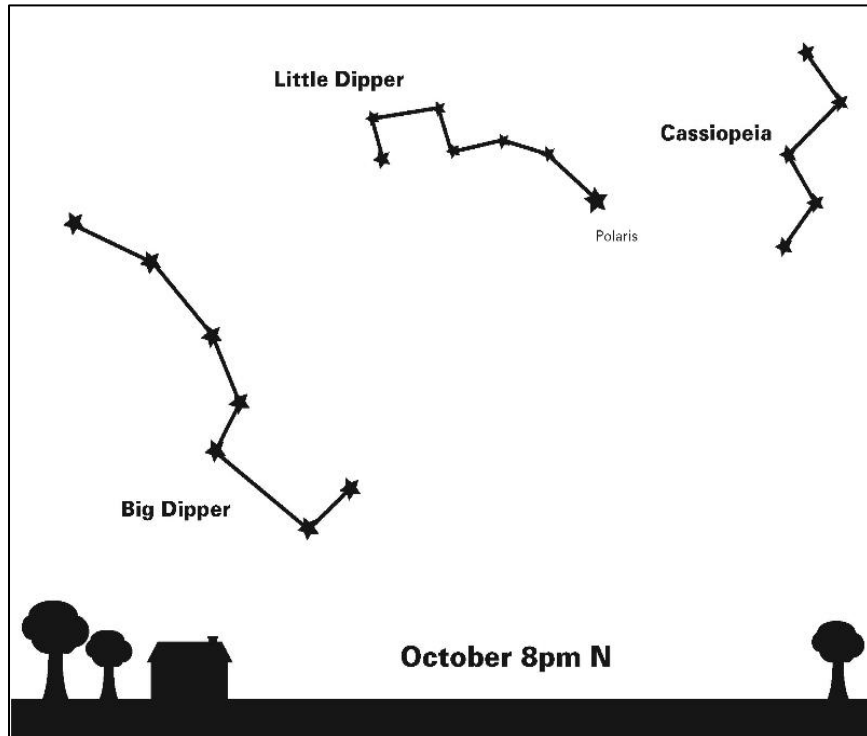 Little Dipper
Cassiopeia
Polaris
Big Dipper
October 8pm N